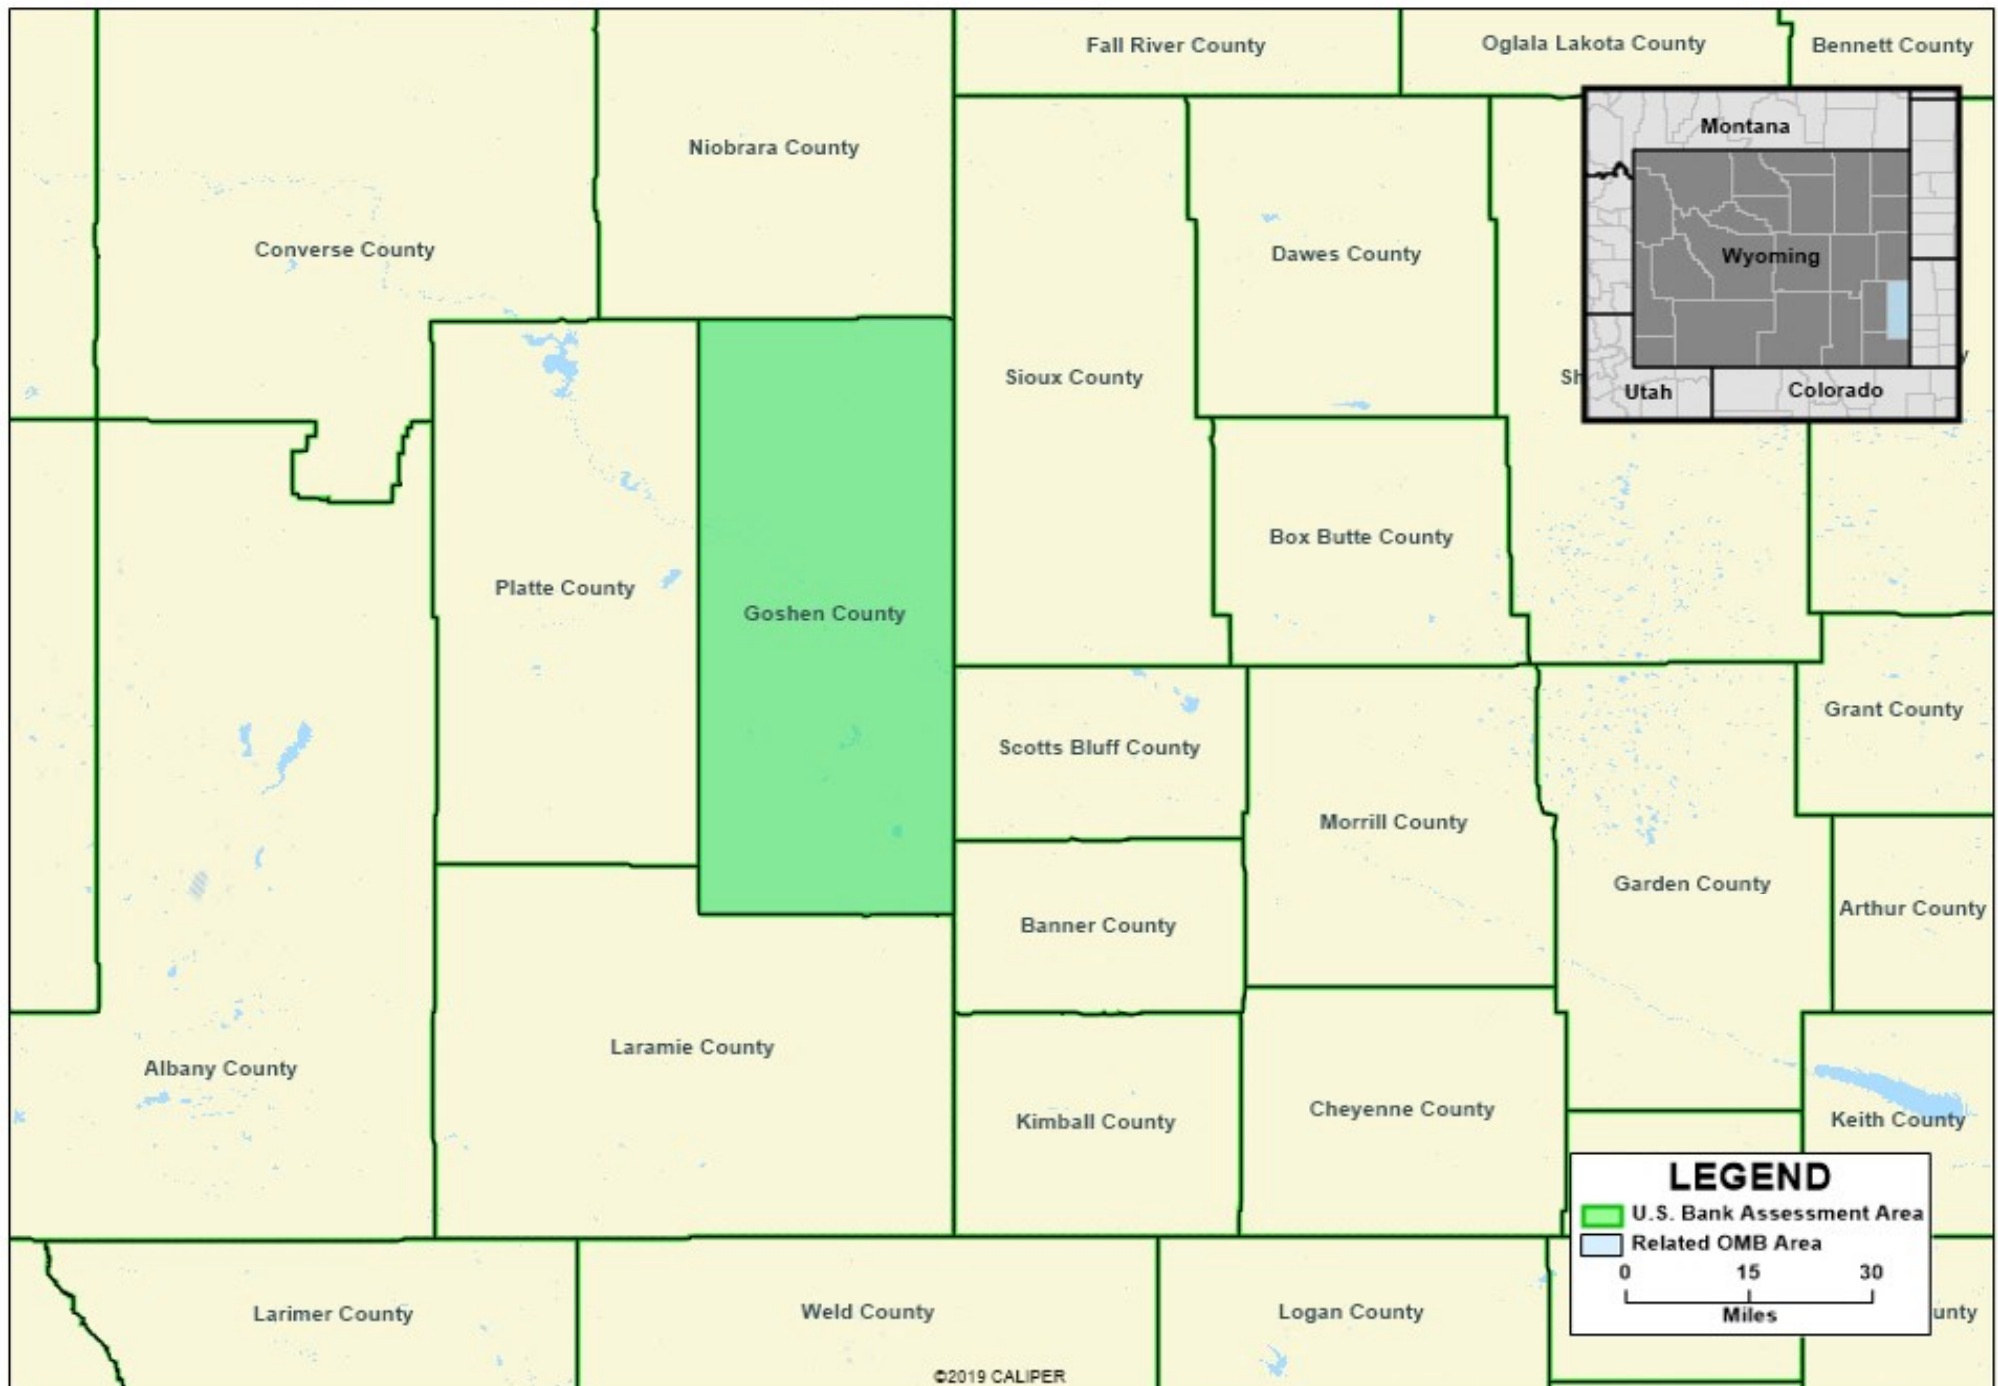 Fall River County
Oglala Lakota County
Bennett County
Niobrara County
Montana
Converse County
Dawes County
Wyoming
Sioux County
Sh
Utah
Colorado
y
Box Butte County
Platte County
Goshen County
Grant County
Scotts Bluff County
Morrill County
Garden County
Arthur County
Banner County
Laramie County
Albany County
Kimball County
Cheyenne County
Keith County
LEGEND
U.S. Bank Assessment Area
Related OMB Area
0 15 30
Miles
Larimer County
Weld County
Logan County
unty
©2019 CALIPER